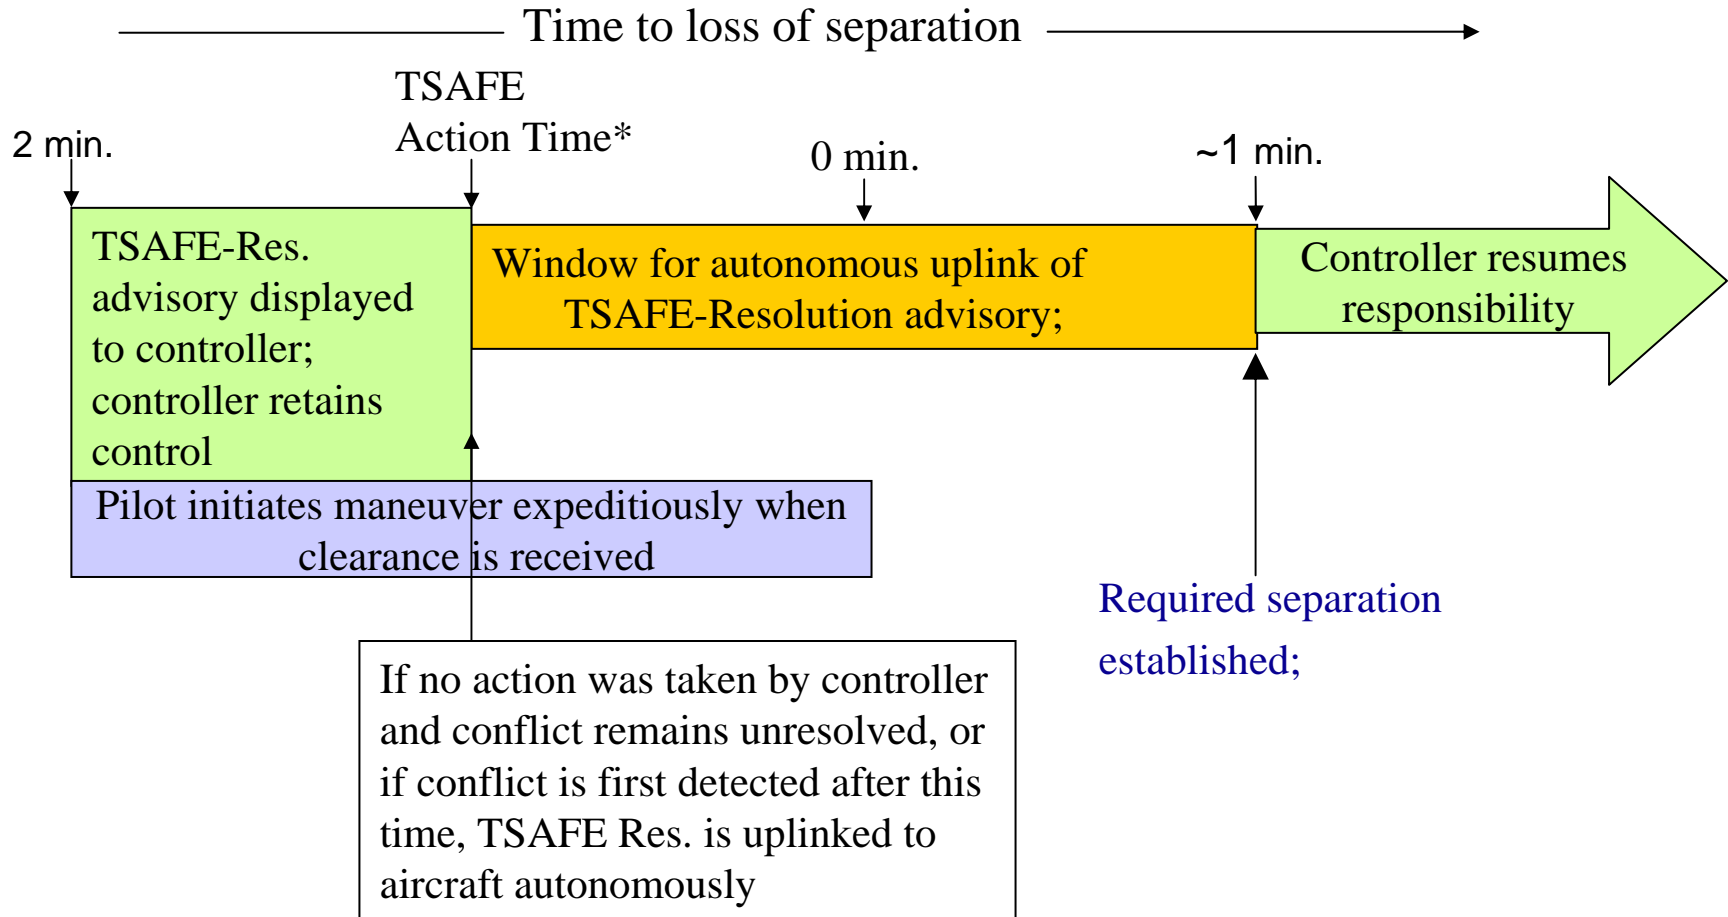 Time to loss of separation
TSAFE
Action Time*
2 min.
0 min.
~1 min.
TSAFE-Res.
advisory displayed
to controller;
controller retains
control
Window for autonomous uplink of
TSAFE-Resolution advisory;
Controller resumes
responsibility
Pilot initiates maneuver expeditiously when
clearance is received
Required separation
established;
If no action was taken by controller
and conflict remains unresolved, or
if conflict is first detected after this
time, TSAFE Res. is uplinked to
aircraft autonomously